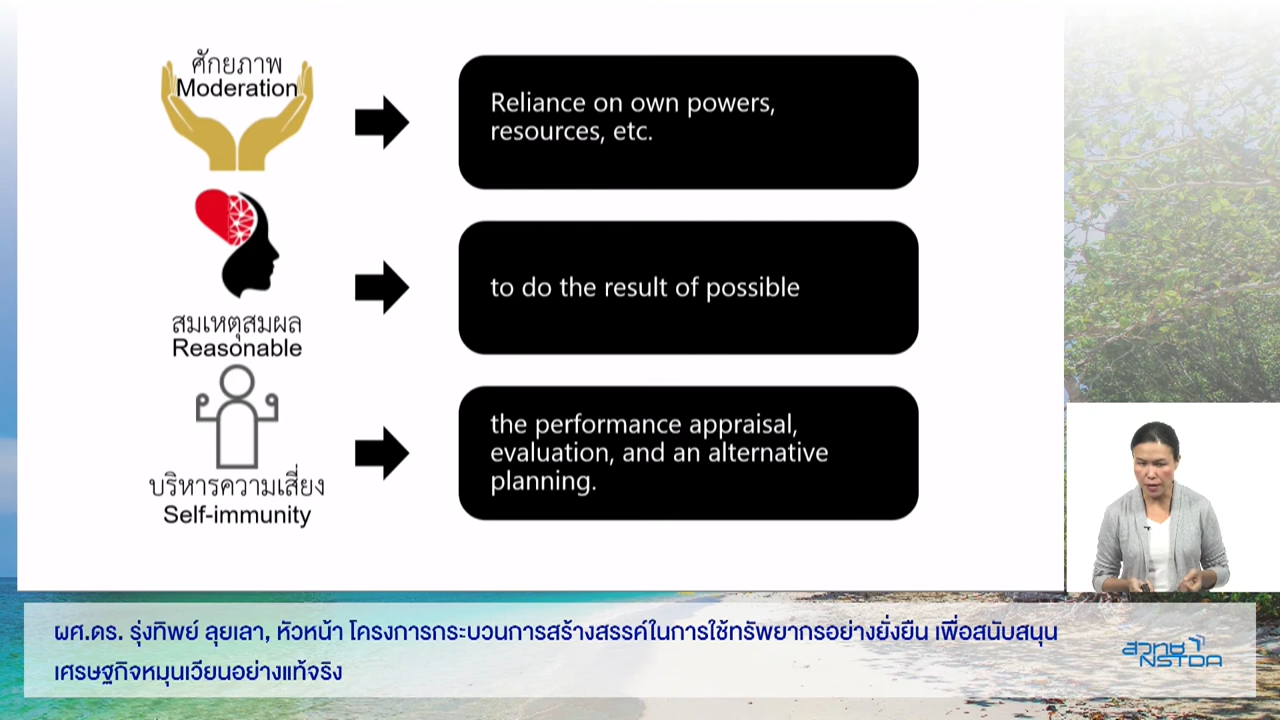 ศักยภาพ
Moderation
Reliance on own powers,
resources, etc.
สมเหตุสมผล
Reasonable
to do the result of possible
บริหารความเสี่ยง
Self-immunity
the performance appraisal,
evaluation, and an alternative
planning.
ผศ.ดร. รุ่งทิพย์ ลุยเลา, หัวหน้า โครงการกระบวนการสร้างสรรค์ในการใช้ทรัพยากรอย่างยั่งยืน เพื่อสนับสนุน
เศรษฐกิจหมุนเวียนอย่างแท้จริง
สวทช
NSTDA